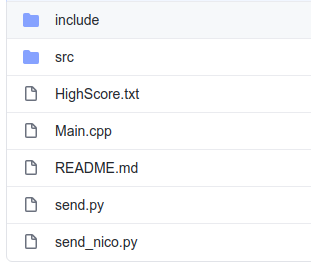 include
src
HighScore.txt
Main.cpp
README.md
send.py
send_nico.py